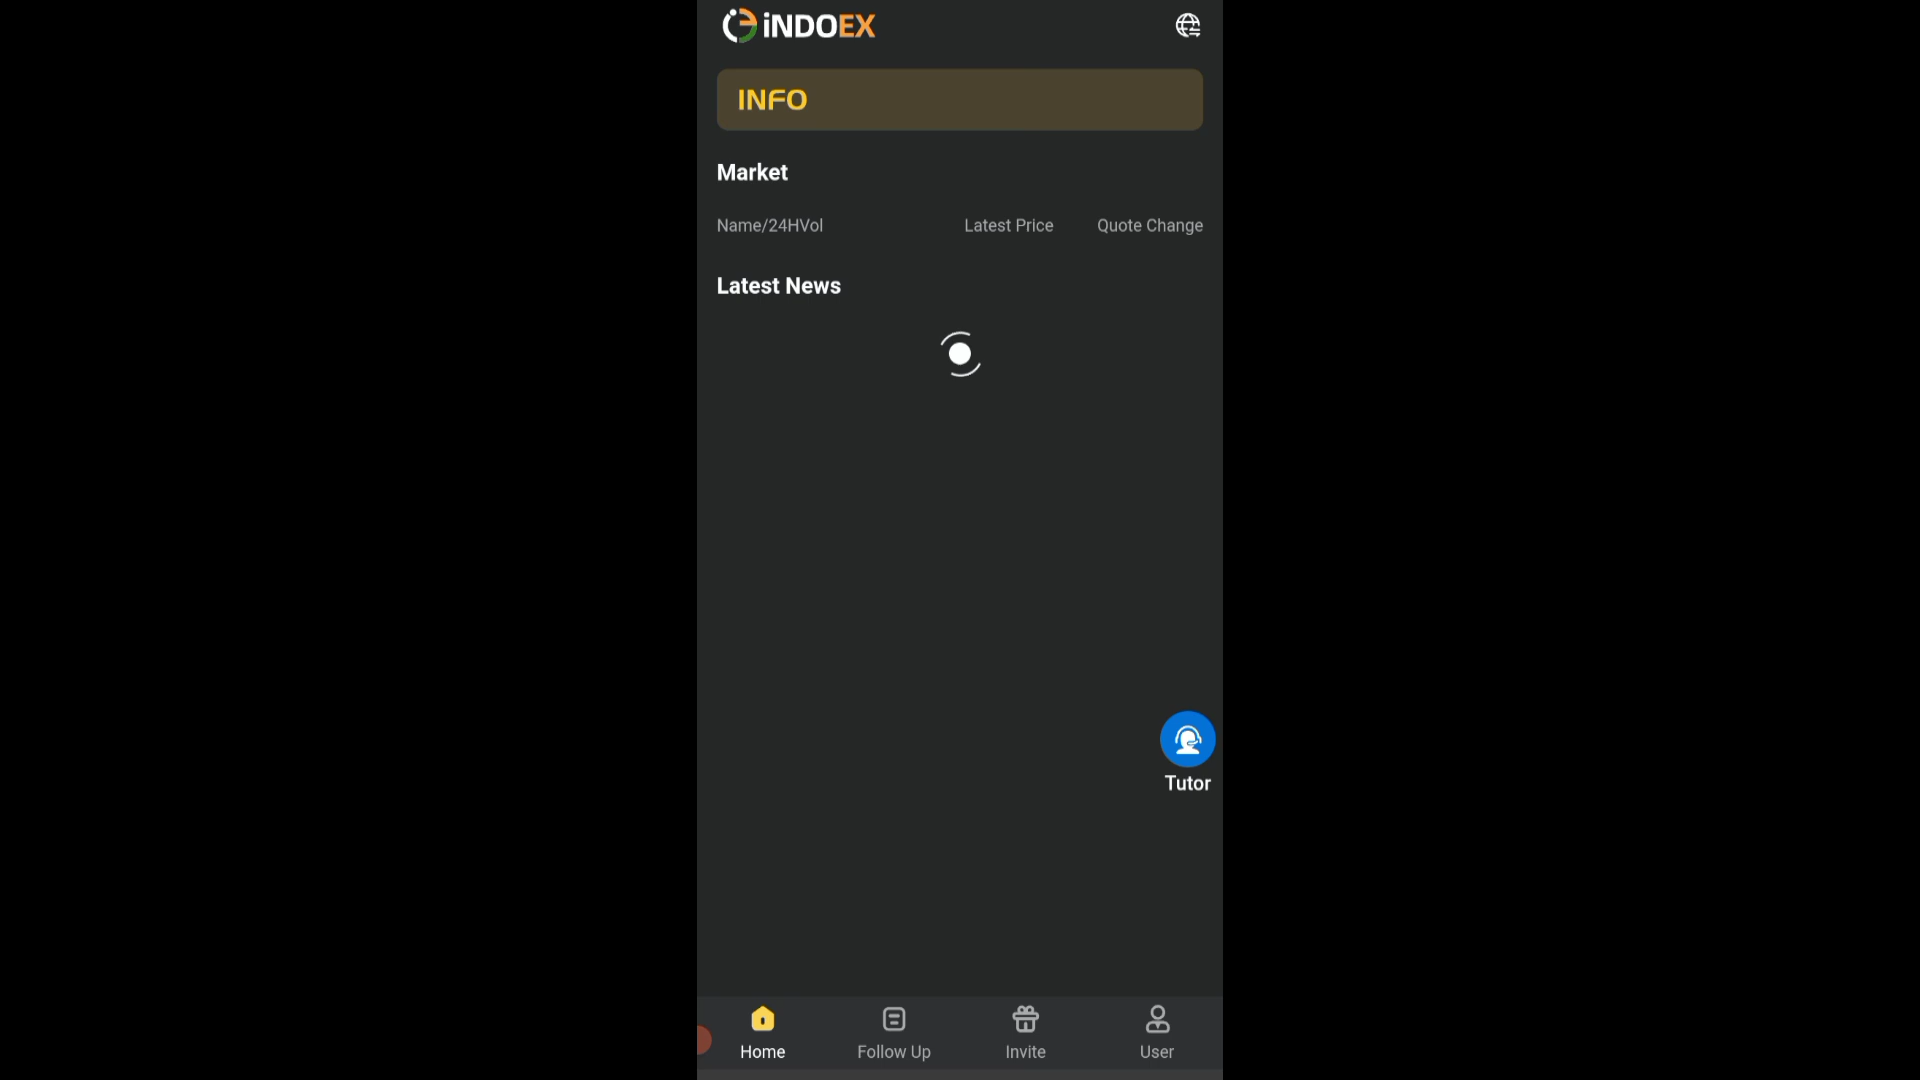 iNDOEX
INFO
Market
Name/24HVol Latest Price Quote Change
Latest News
Tutor
Home Follow Up Invite User